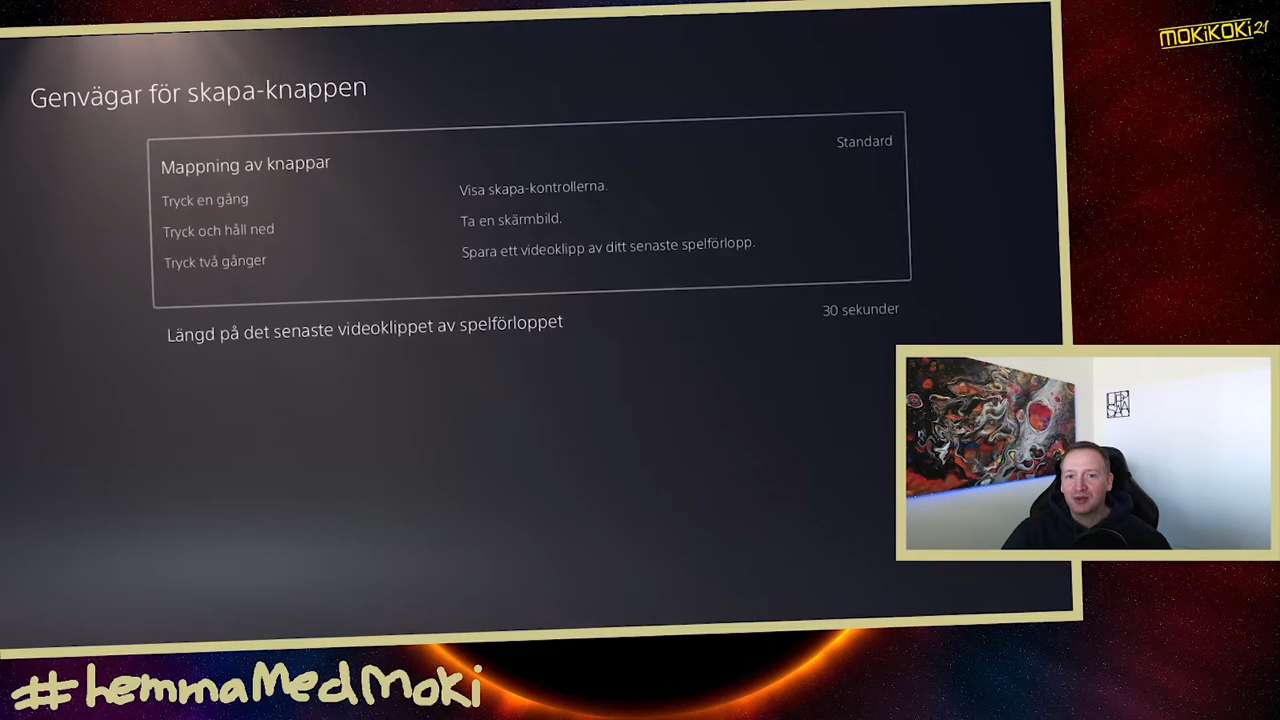 MOKiKOKi21
Genvägar för skapa-knappen
Mappning av knappar
Standard
Tryck en gång
Visa skapa-kontrollerna.
Tryck och håll ned
Ta en skärmbild.
Tryck två gånger
Spara ett videoklipp av ditt senaste spelförlopp.
Längd på det senaste videoklippet av spelförloppet
30 sekunder
#hemmaMedMoki